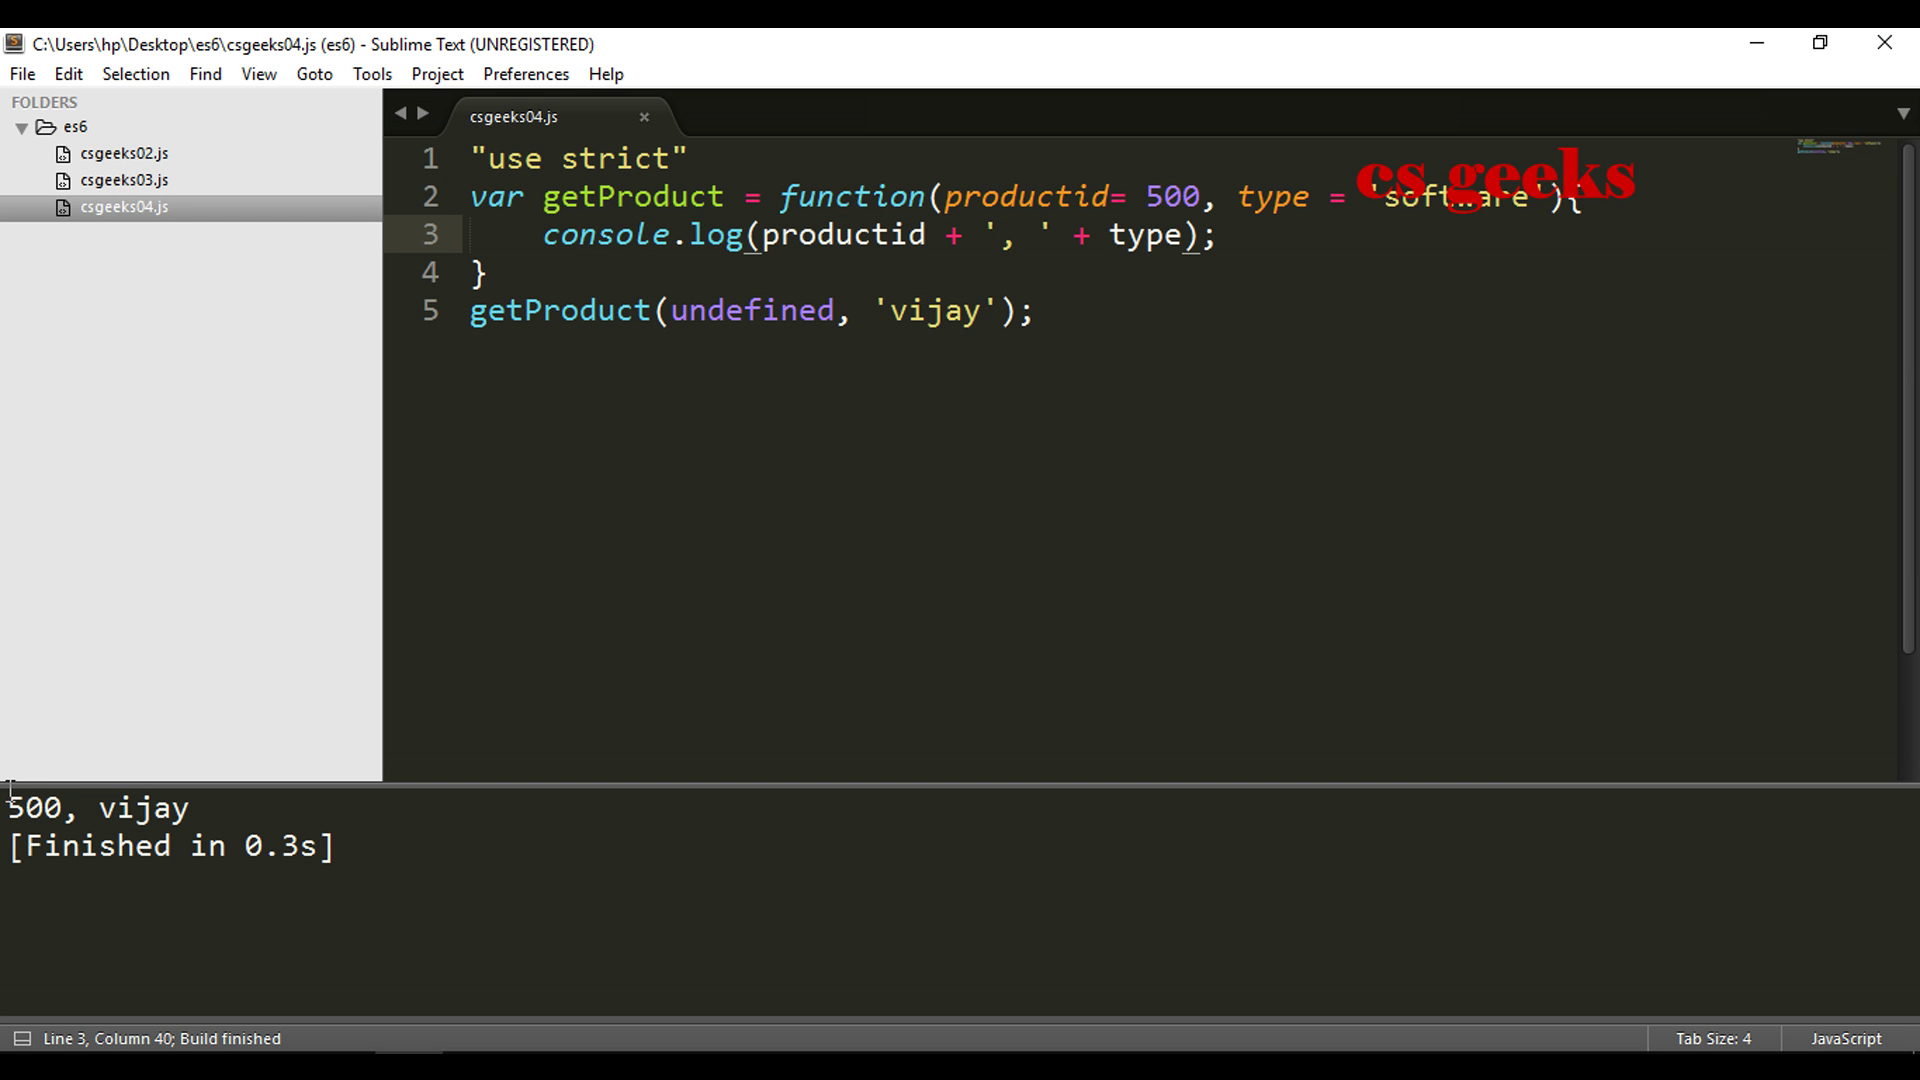 C:\Users\hp\Desktop\es6\csgeeks04.js (es6) - Sublime Text (UNREGISTERED)
File Edit Selection Find View Goto Tools Project Preferences Help
FOLDERS
es6
csgeeks02.js
csgeeks03.js
csgeeks04.js
csgeeks04.js
cs geeks
1 "use strict"
2 var getProduct = function(productid= 500, type = 'software'){
3 console.log(productid + ', ' + type);
4 }
5 getProduct(undefined, 'vijay');
500, vijay
[Finished in 0.3s]
Line 3, Column 40; Build finished
Tab Size: 4
JavaScript